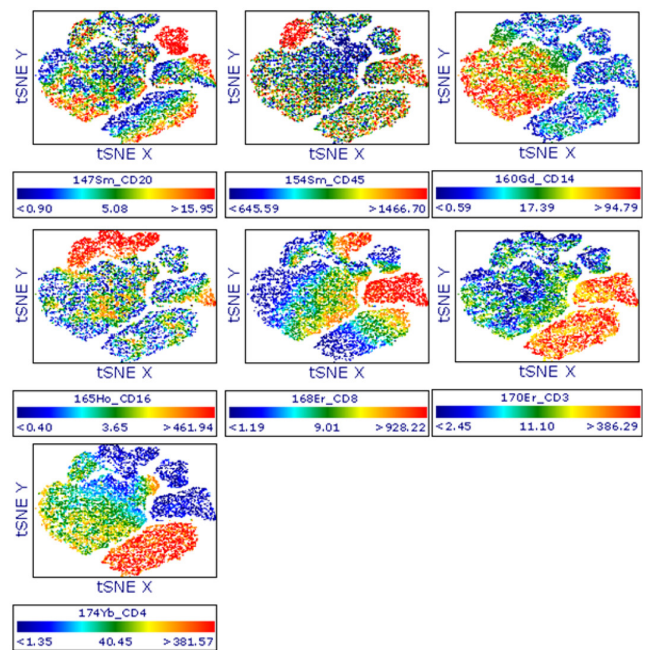 tSNE Y
tSNE X
147Sm_CD20
<0.90 5.08 >15.95
tSNE Y
tSNE X
154Sm_CD45
<645.59 >1466.70
tSNE Y
tSNE X
160Gd_CD14
<0.59 17.39 >94.79
tSNE Y
tSNE X
165Ho_CD16
<0.40 3.65 >461.94
tSNE Y
tSNE X
168Er_CD8
<1.19 9.01 >928.22
tSNE Y
tSNE X
170Er_CD3
<2.45 11.10 >386.29
tSNE Y
tSNE X
174Yb_CD4
<1.35 40.45 >381.57